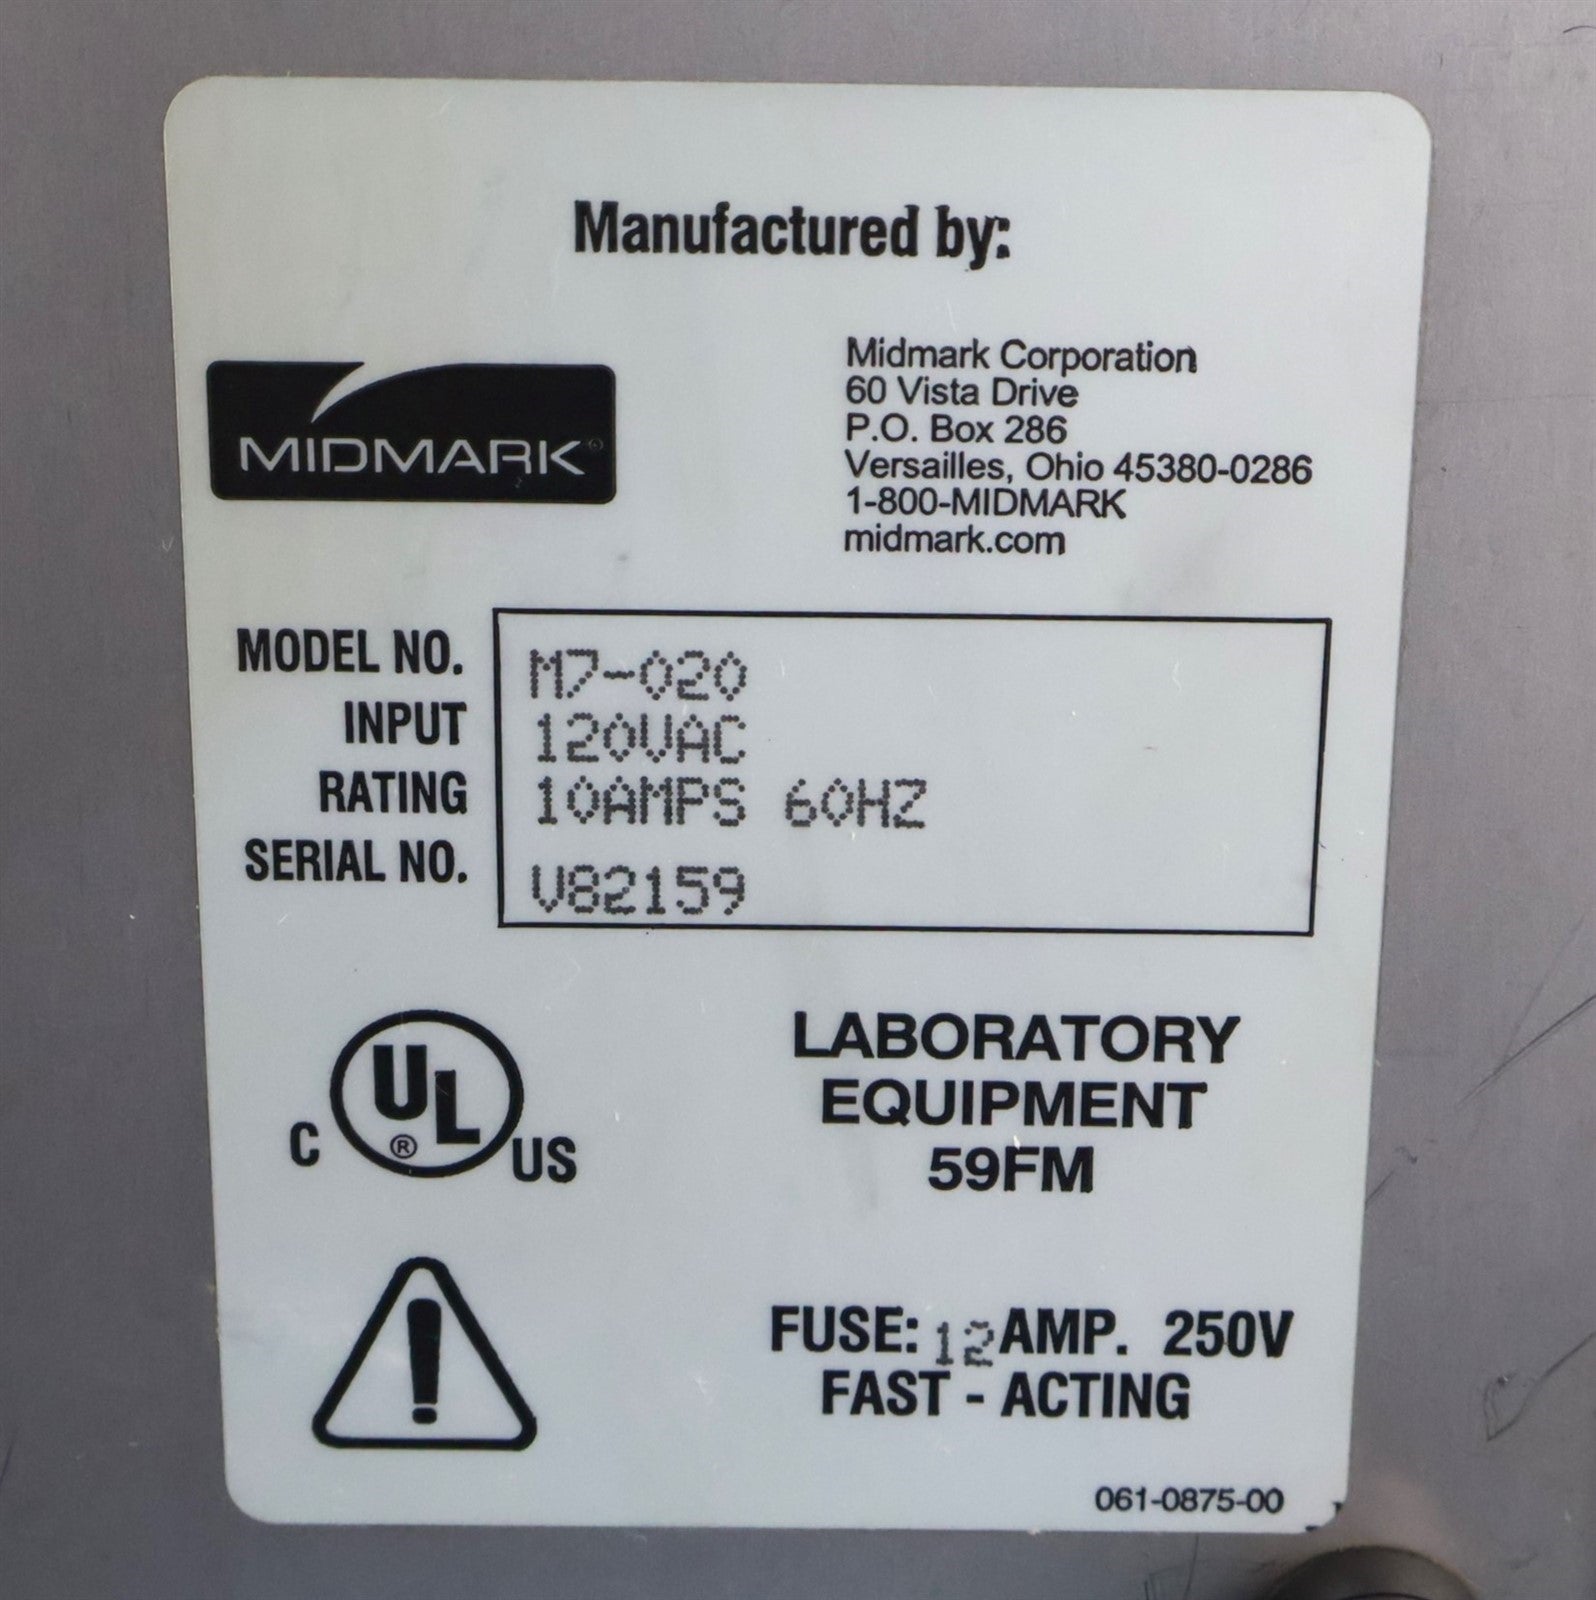 Manufactured by:
MIDMARK®
Midmark Corporation
60 Vista Drive
P.O. Box 286
Versailles, Ohio 45380-0286
1-800-MIDMARK
midmark.com
MODEL NO. M7-020
INPUT 120VAC
RATING 10AMPS 60HZ
SERIAL NO. V82159
C UL® US
LABORATORY
EQUIPMENT
59FM
!
FUSE: 12 AMP. 250V
FAST - ACTING
061-0875-00